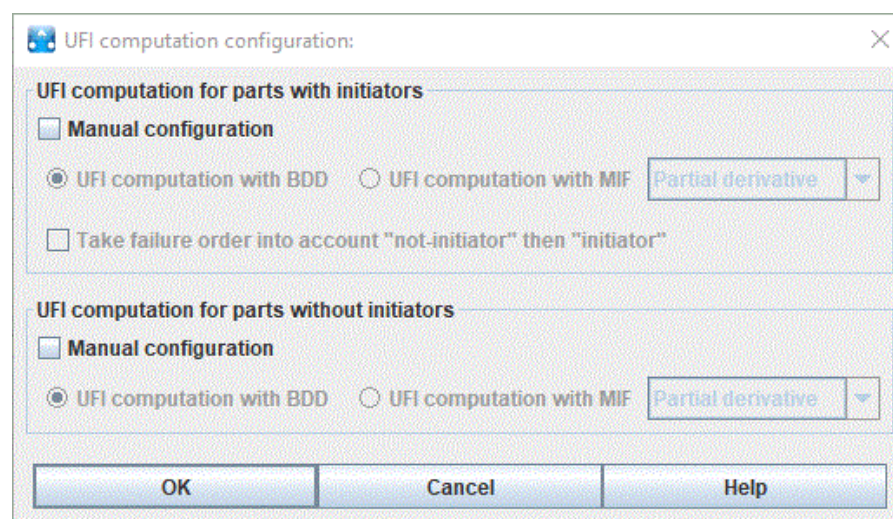 UFI computation configuration:
UFI computation for parts with initiators
Manual configuration
UFI computation with BDD UFI computation with MIF Partial derivative
Take failure order into account "not-initiator" then "initiator"
UFI computation for parts without initiators
Manual configuration
UFI computation with BDD UFI computation with MIF Partial derivative
OK Cancel Help